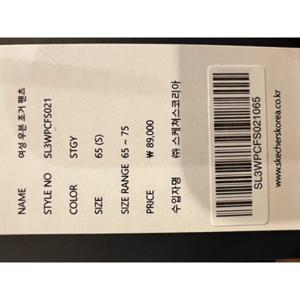 NAME 여성 우븐 조거 팬츠
STYLE NO SL3WPCFS021
COLOR STGY
SIZE 65 (S)
SIZE RANGE 65 ~ 75
PRICE ₩ 89,000
수입자명 (주) 스케쳐스코리아
SL3WPCFS021065
www.skecherskorea.co.kr